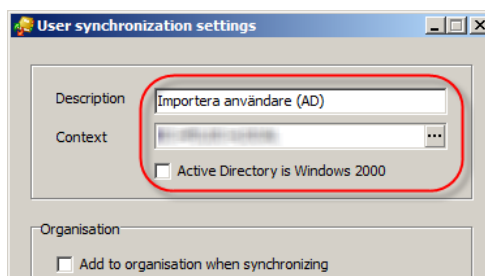 User synchronization settings
Description Importera användare (AD)
Context
Active Directory is Windows 2000
Organisation
Add to organisation when synchronizing